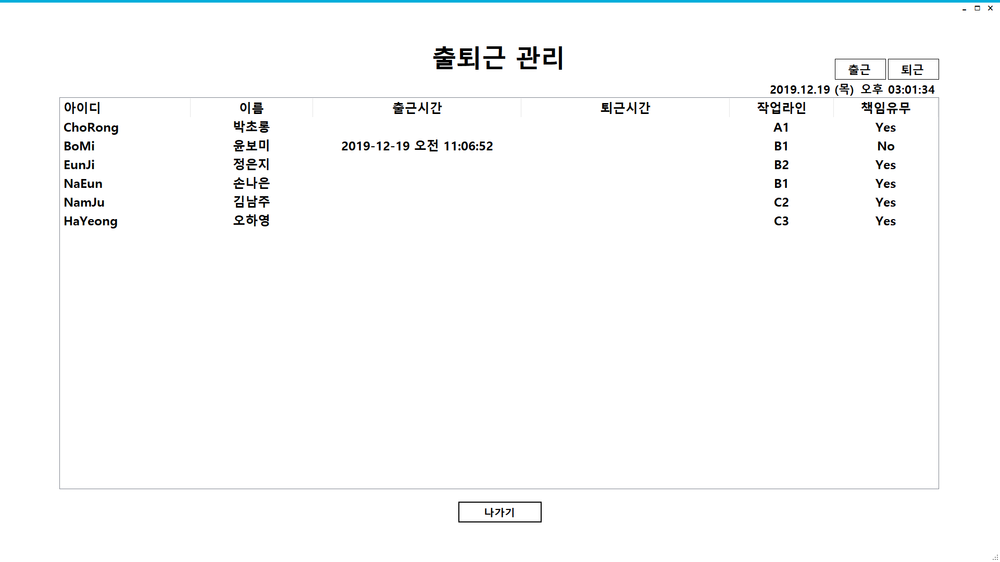 출퇴근 관리
출근 퇴근
2019.12.19 (목) 오후 03:01:34
아이디 이름 출근시간 퇴근시간 작업라인 책임유무
ChoRong 박초롱 A1 Yes
BoMi 윤보미 2019-12-19 오전 11:06:52 B1 No
EunJi 정은지 B2 Yes
NaEun 손나은 B1 Yes
NamJu 김남주 C2 Yes
HaYeong 오하영 C3 Yes
나가기